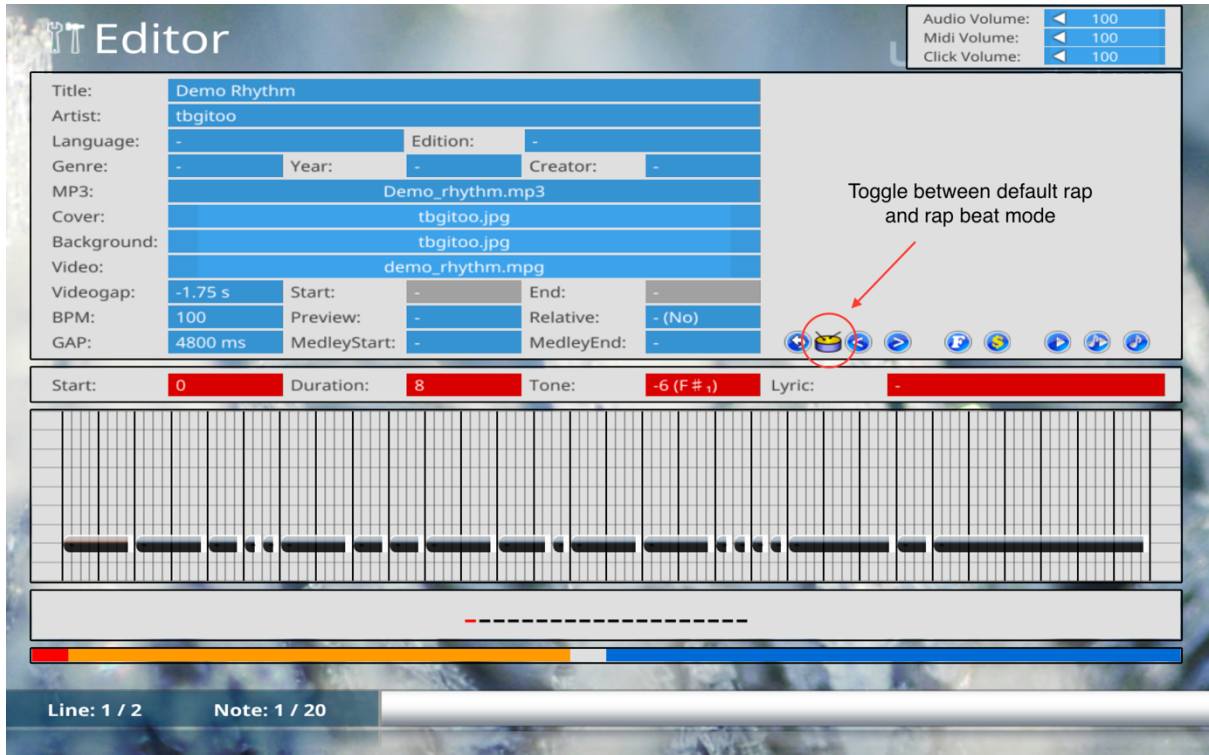 Editor
Audio Volume: 100
Midi Volume: 100
Click Volume: 100
Title: Demo Rhythm
Artist: tbgitoo
Language: - Edition: -
Genre: - Year: - Creator: -
MP3: Demo_rhythm.mp3
Cover: tbgitoo.jpg
Background: tbgitoo.jpg
Video: demo_rhythm.mpg
Videogap: -1.75 s Start: - End: -
BPM: 100 Preview: - Relative: - (No)
GAP: 4800 ms MedleyStart: - MedleyEnd: -
Toggle between default rap
and rap beat mode
F S
Start: 0 Duration: 8 Tone: -6 (F♯ ₁) Lyric: -
Line: 1 / 2 Note: 1 / 20